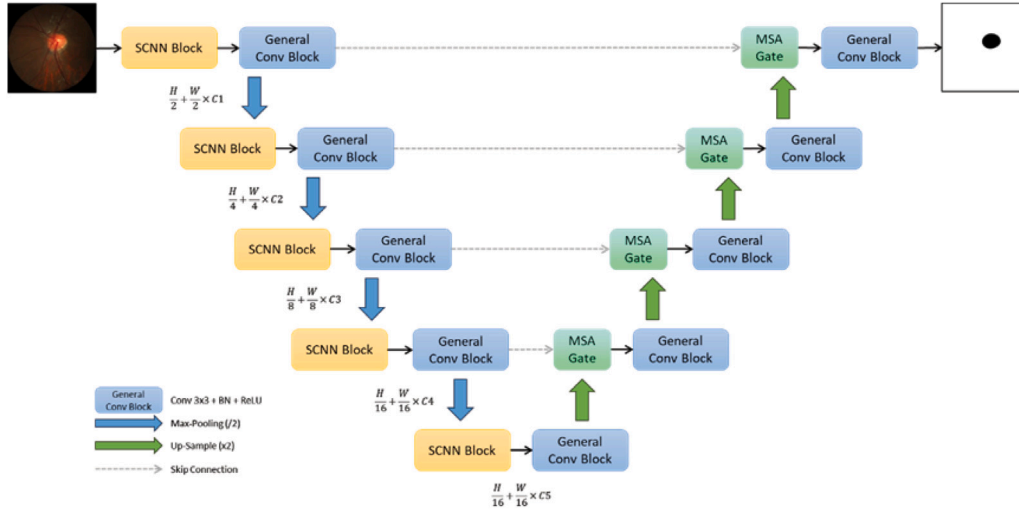 SCNN Block
General
Conv Block
MSA
Gate
General
Conv Block
H/2 + W/2 × C1
SCNN Block
General
Conv Block
MSA
Gate
General
Conv Block
H/4 + W/4 × C2
SCNN Block
General
Conv Block
MSA
Gate
General
Conv Block
H/8 + W/8 × C3
SCNN Block
General
Conv Block
MSA
Gate
General
Conv Block
H/16 + W/16 × C4
SCNN Block
General
Conv Block
H/16 + W/16 × C5
General
Conv Block
Conv 3x3 + BN + ReLU
Max-Pooling (/2)
Up-Sample (x2)
Skip Connection